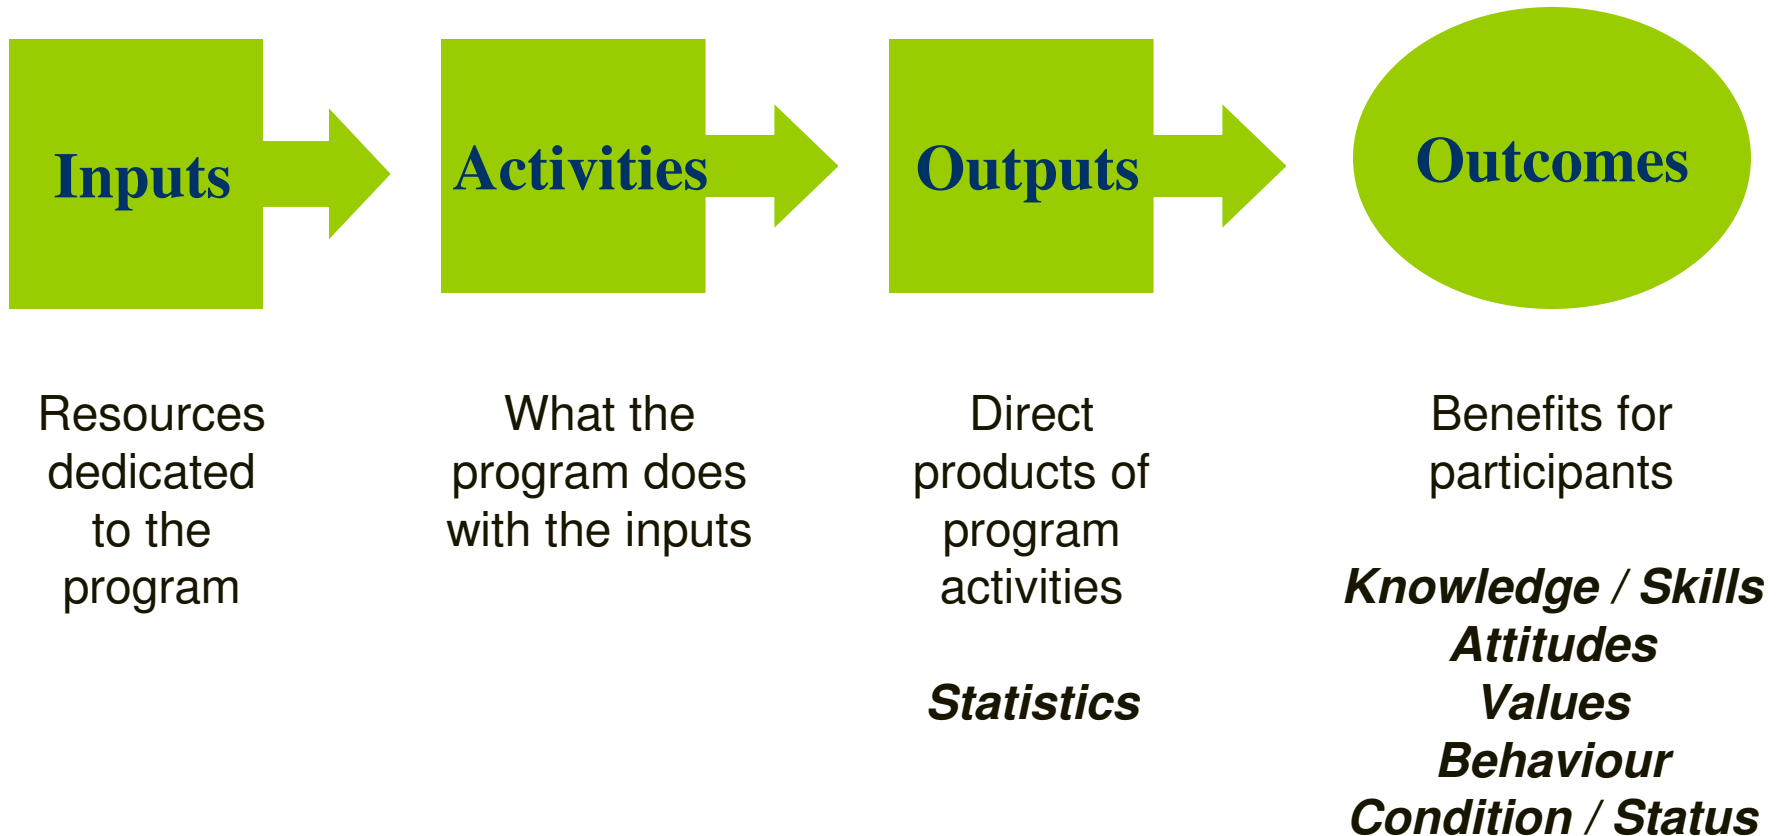 Inputs
Activities
Outputs
Outcomes
Resources
dedicated
to the
program
What the
program does
with the inputs
Direct
products of
program
activities
Statistics
Benefits for
participants
Knowledge / Skills
Attitudes
Values
Behaviour
Condition / Status